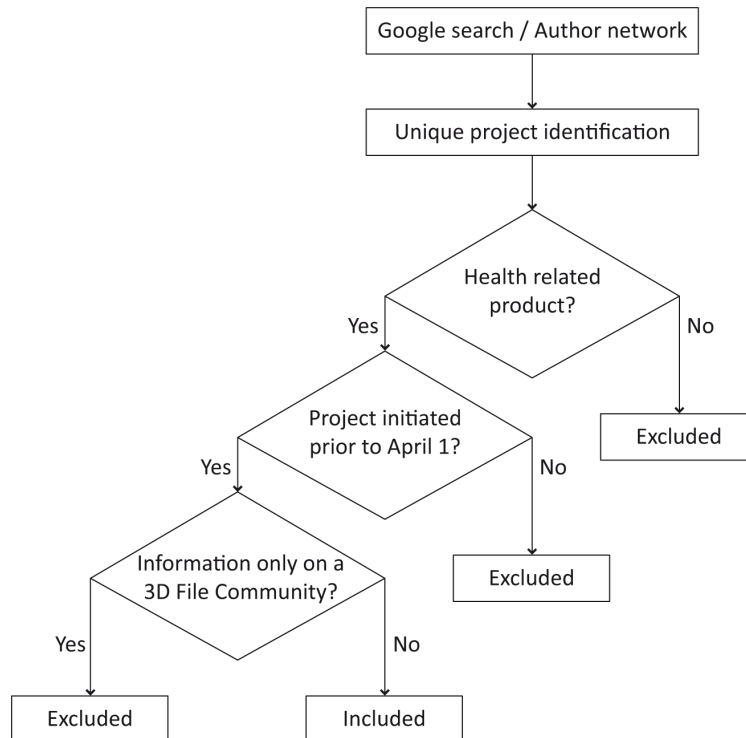 Google search / Author network
Unique project identification
Health related
product?
Yes
No
Project initiated
prior to April 1?
Excluded
Yes
No
Information only on a
3D File Community?
Excluded
Yes
No
Excluded
Included